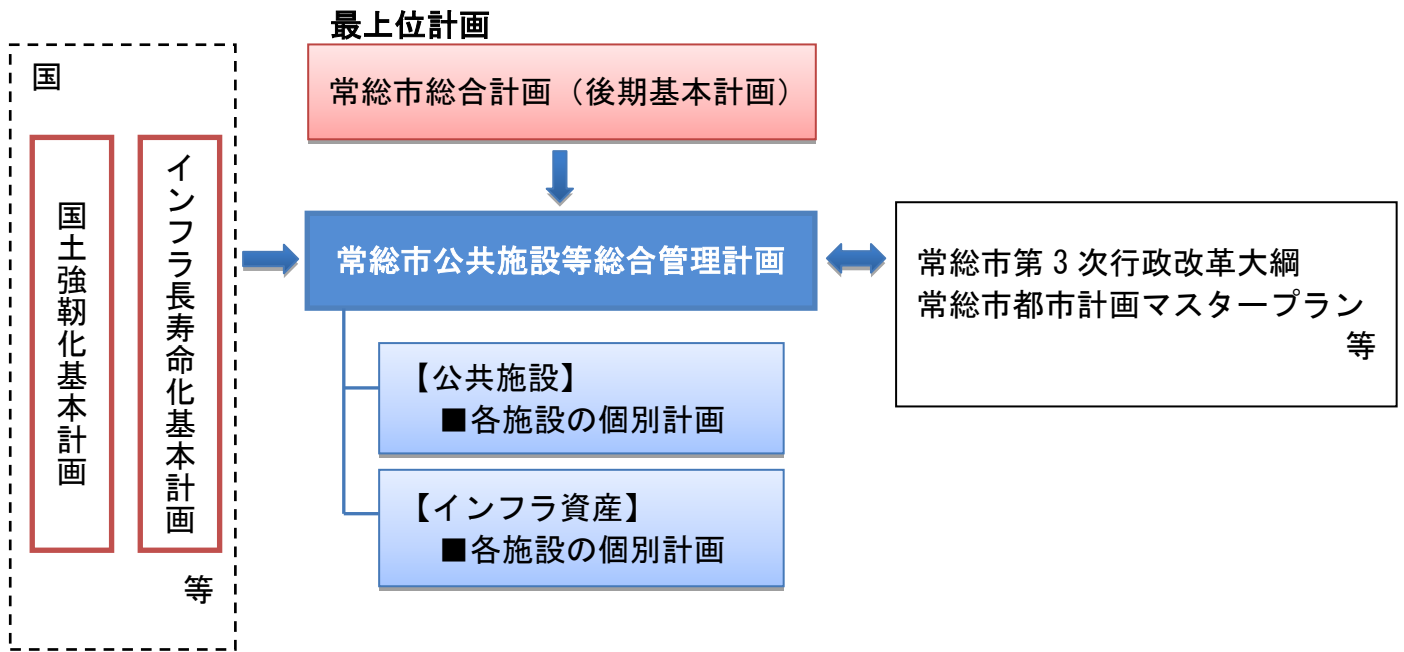 最上位計画
常総市総合計画（後期基本計画）
国
国土強靭化基本計画
インフラ長寿命化基本計画
等
常総市公共施設等総合管理計画
常総市第３次行政改革大綱
常総市都市計画マスタープラン
等
【公共施設】
■各施設の個別計画
【インフラ資産】
■各施設の個別計画